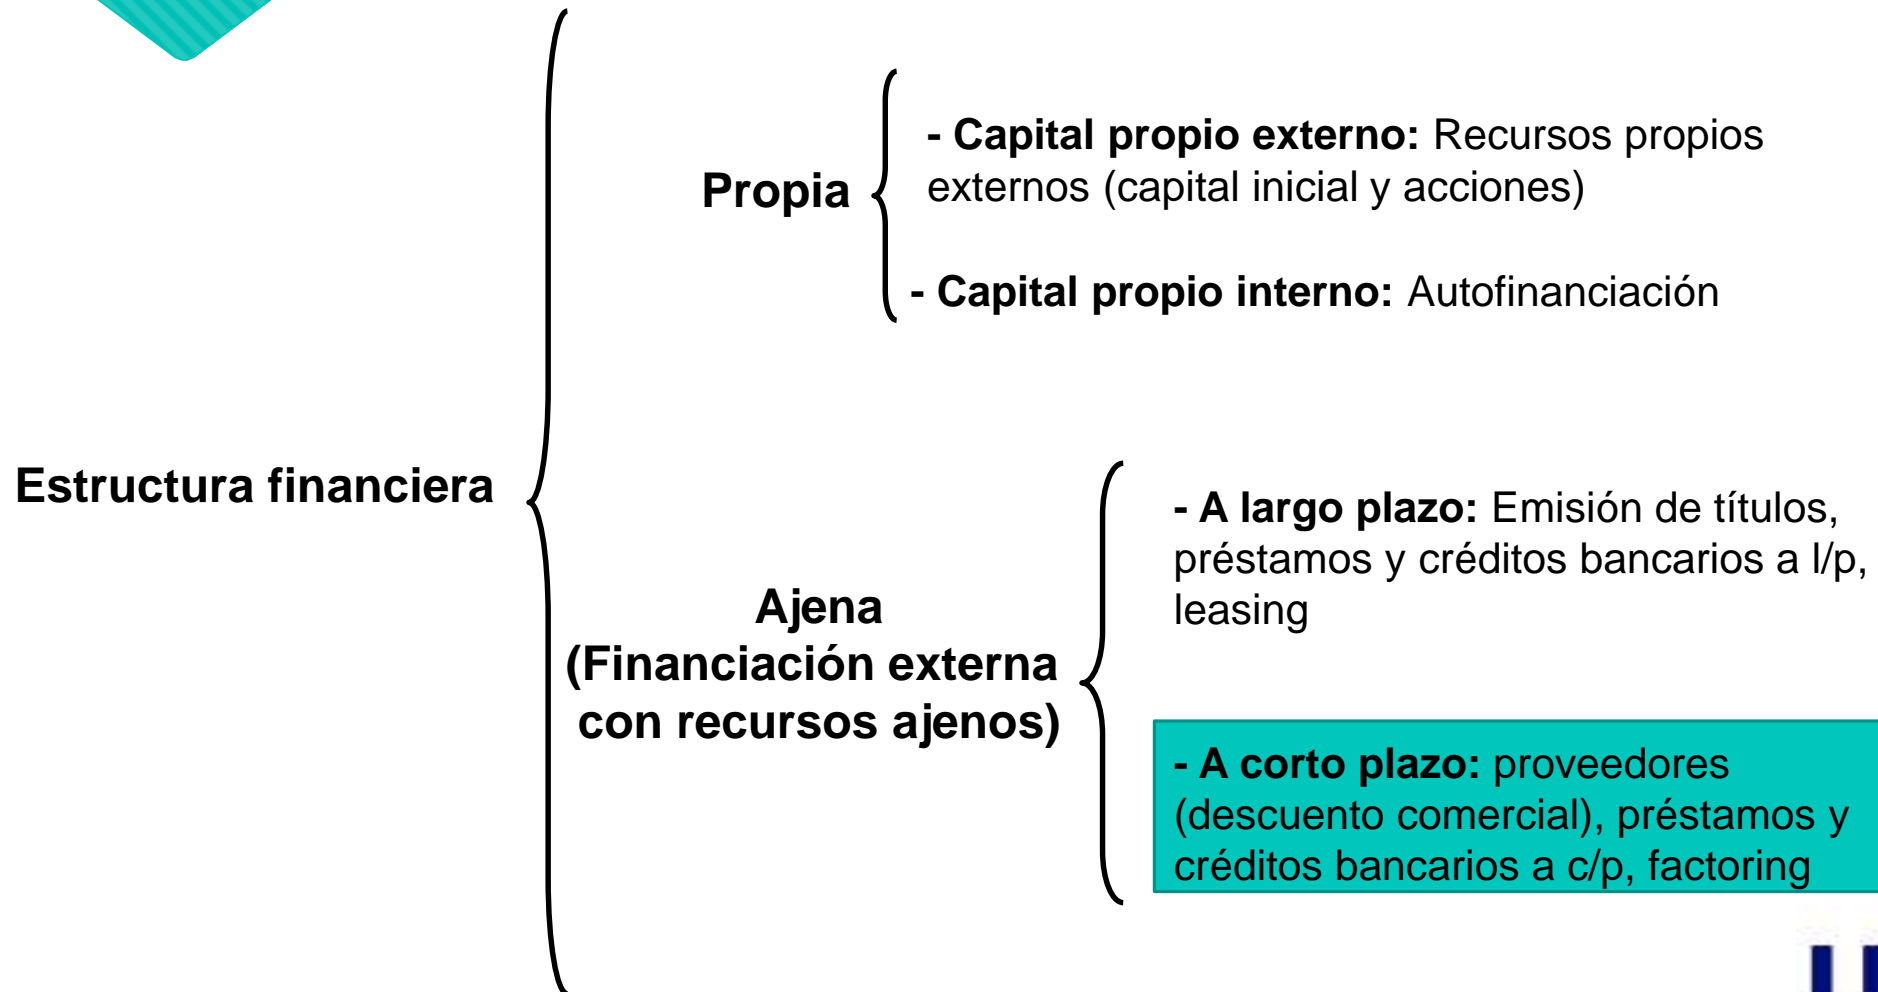 - Capital propio externo: Recursos propios
externos (capital inicial y acciones)
Propia
- Capital propio interno: Autofinanciación
Estructura financiera
- A largo plazo: Emisión de títulos,
préstamos y créditos bancarios a l/p,
leasing
Ajena
(Financiación externa
con recursos ajenos)
- A corto plazo: proveedores
(descuento comercial), préstamos y
créditos bancarios a c/p, factoring